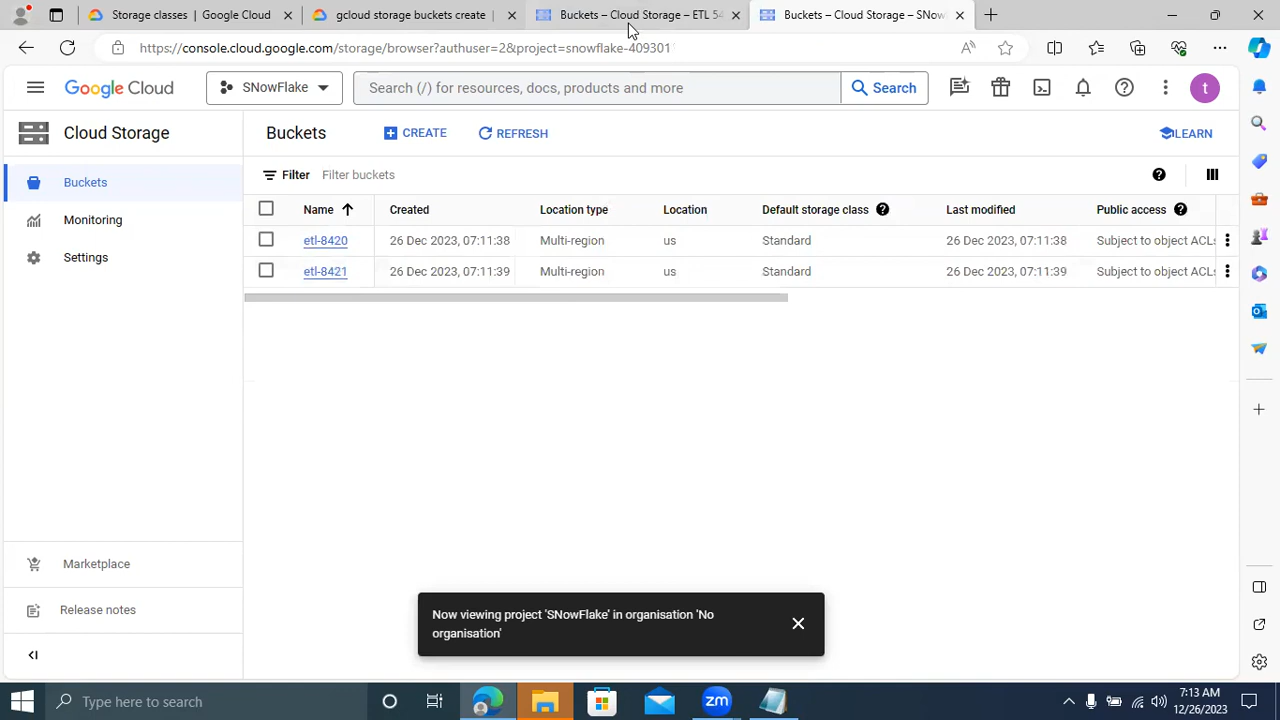 Storage classes | Google Cloud
gcloud storage buckets create
Buckets – Cloud Storage – ETL 54
Buckets – Cloud Storage – SNow
https://console.cloud.google.com/storage/browser?authuser=2&project=snowflake-409301
Google Cloud
SNowFlake
Search (/) for resources, docs, products and more
Search
t
Cloud Storage
Buckets
CREATE
REFRESH
LEARN
Buckets
Monitoring
Settings
Marketplace
Release notes
Filter Filter buckets
Name Created Location type Location Default storage class Last modified Public access
etl-8420 26 Dec 2023, 07:11:38 Multi-region us Standard 26 Dec 2023, 07:11:38 Subject to object ACLs
etl-8421 26 Dec 2023, 07:11:39 Multi-region us Standard 26 Dec 2023, 07:11:39 Subject to object ACLs
Now viewing project 'SNowFlake' in organisation 'No
organisation'
Type here to search
zm
7:13 AM
12/26/2023